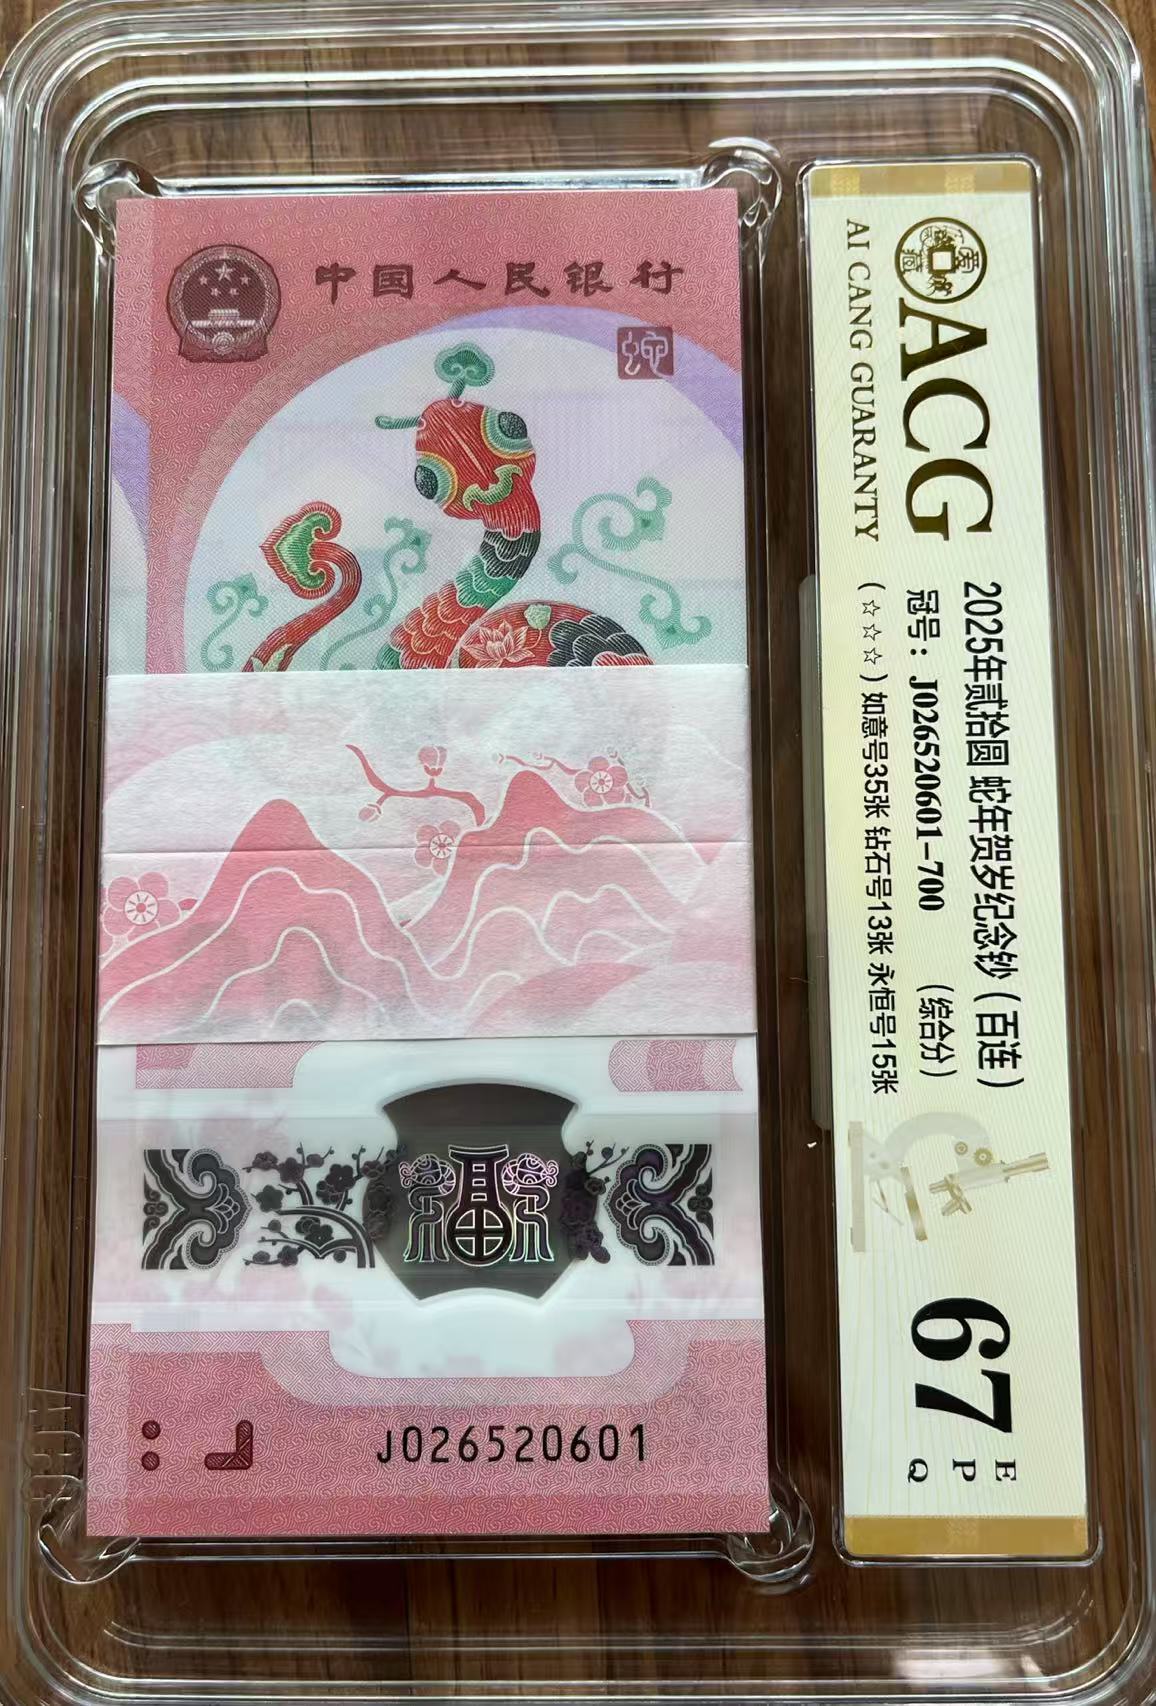 中国人民银行
蛇
福
J026520601
ACG
AI CANG GUARANTY
2025年贰拾圆 蛇年贺岁纪念钞（百连）
冠号：J026520601-700 （综合分）
（☆☆☆）如意号35张 钻石号13张 永恒号15张
67
E
P
Q